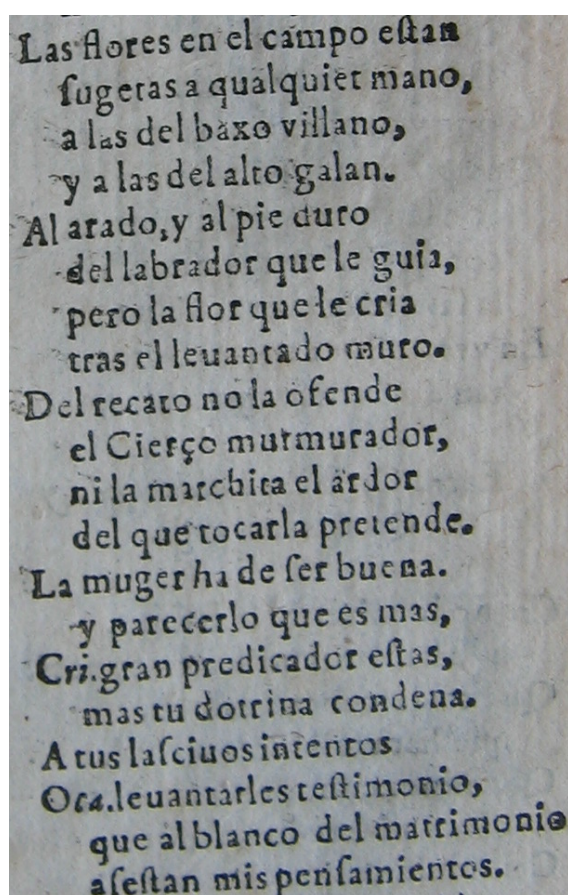 Las flores en el campo eſtan
ſugetas a qualquiet mano,
a las del baxo villano,
y a las del alto galan.
Al arado, y al pie duro
del labrador que le guia,
pero la flor que ſe cria
tras el leuantado muro.
Del recato no la ofende
el Cierço murmurador,
ni la marchita el ardor
del que tocarla pretende.
La muger ha de ſer buena.
y parecerlo que es mas,
Cri. gran predicador eſtas,
mas tu dotrina condena.
A tus laſciuos intentos
Oca. leuantarles teſtimonio,
que al blanco del matrimonio
aſeſtan mis penſamientos.